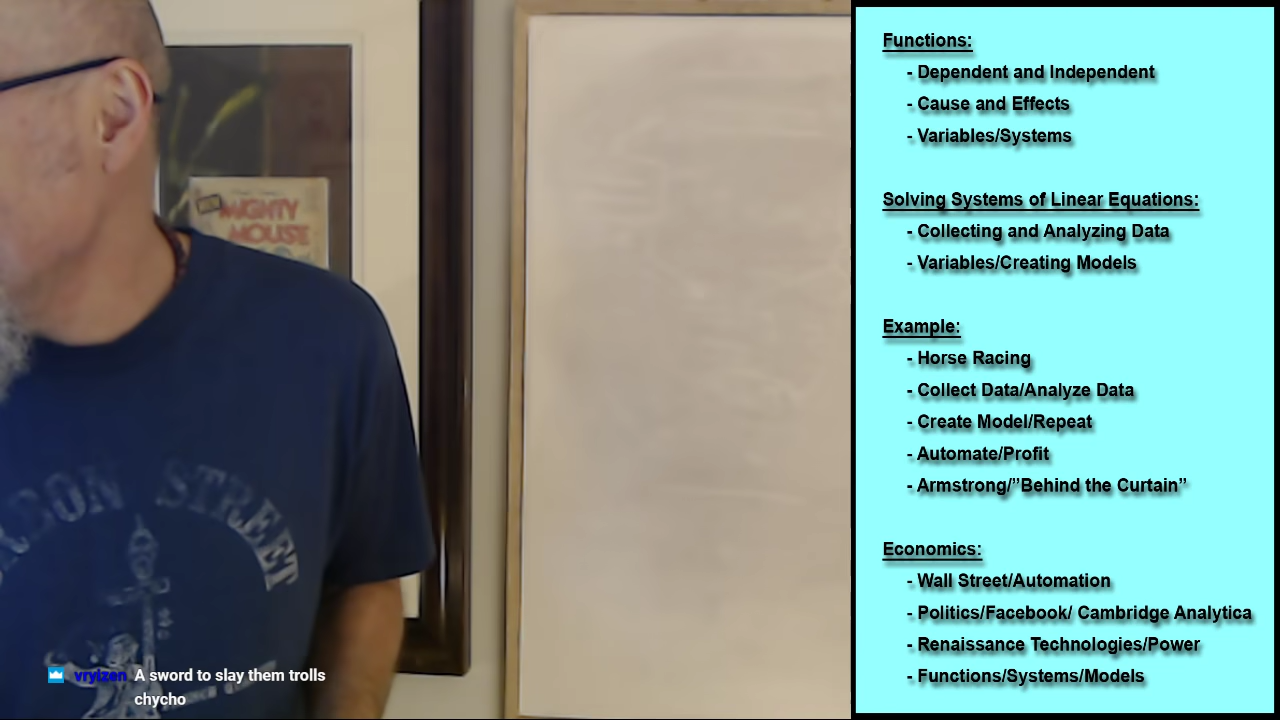 MIGHTY
MOUSE
STREET
vryizen A sword to slay them trolls
chycho
Functions:
- Dependent and Independent
- Cause and Effects
- Variables/Systems
Solving Systems of Linear Equations:
- Collecting and Analyzing Data
- Variables/Creating Models
Example:
- Horse Racing
- Collect Data/Analyze Data
- Create Model/Repeat
- Automate/Profit
- Armstrong/”Behind the Curtain”
Economics:
- Wall Street/Automation
- Politics/Facebook/ Cambridge Analytica
- Renaissance Technologies/Power
- Functions/Systems/Models